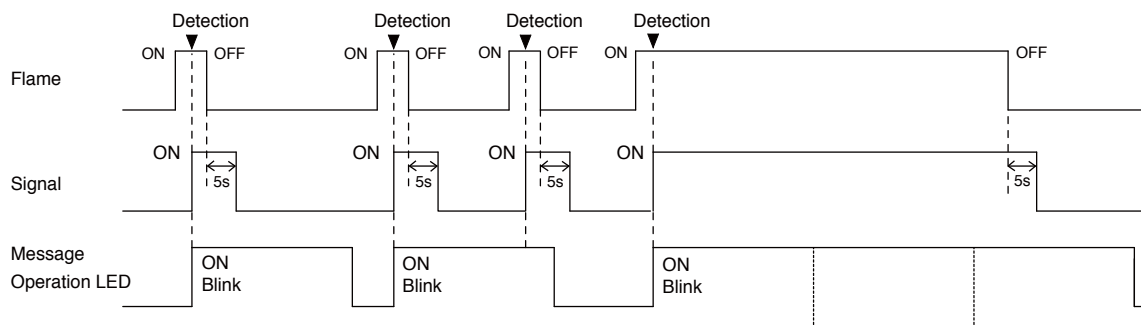 Detection Detection Detection Detection
ON OFF ON OFF ON OFF ON OFF
Flame
ON ON ON ON
5s 5s 5s 5s
Signal
Message
Operation LED
ON ON ON
Blink Blink Blink